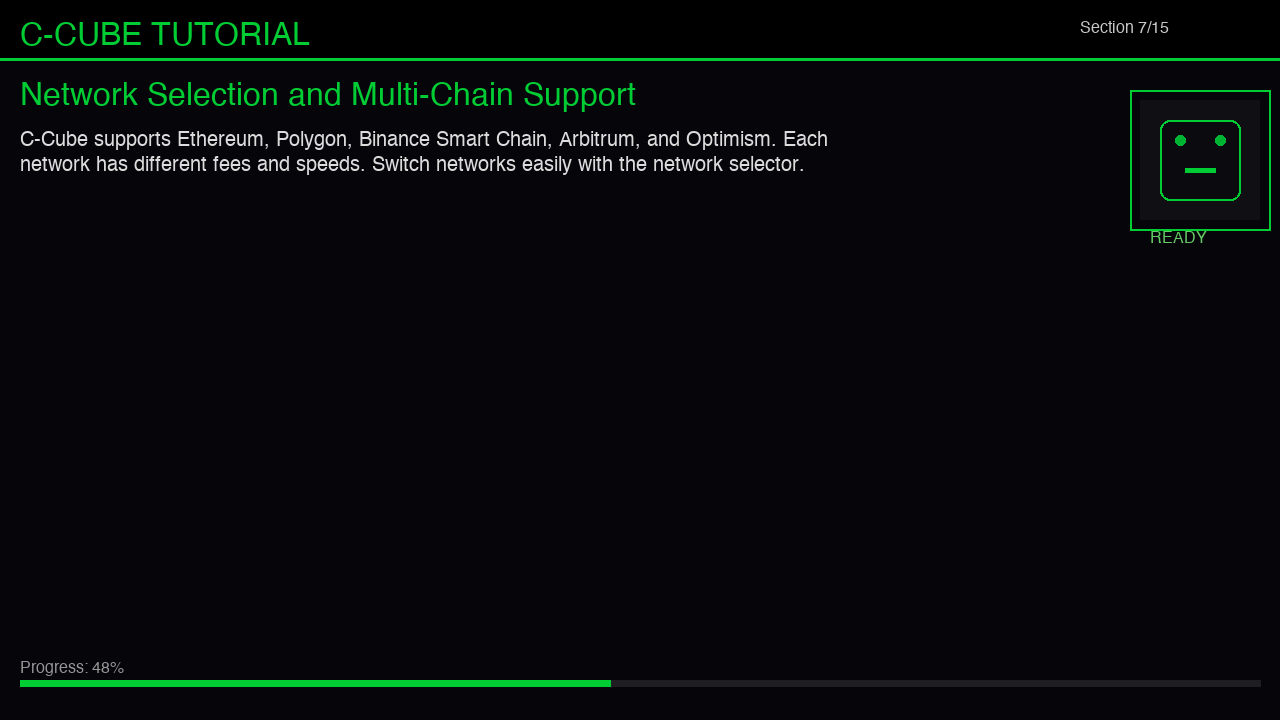 C-CUBE TUTORIAL
Section 7/15
Network Selection and Multi-Chain Support
C-Cube supports Ethereum, Polygon, Binance Smart Chain, Arbitrum, and Optimism. Each
network has different fees and speeds. Switch networks easily with the network selector.
READY
Progress: 48%